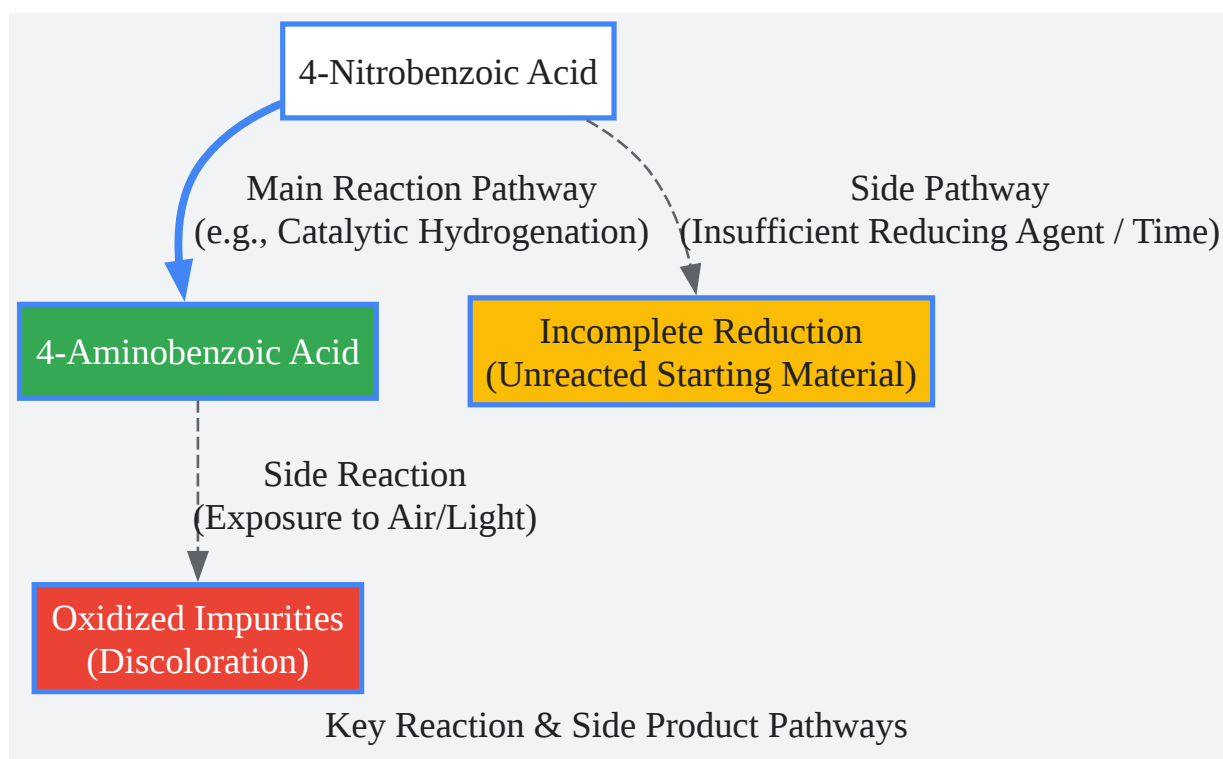 4-Nitrobenzoic Acid
Main Reaction Pathway
(e.g., Catalytic Hydrogenation)
Side Pathway
(Insufficient Reducing Agent / Time)
4-Aminobenzoic Acid
Incomplete Reduction
(Unreacted Starting Material)
Side Reaction
(Exposure to Air/Light)
Oxidized Impurities
(Discoloration)
Key Reaction & Side Product Pathways